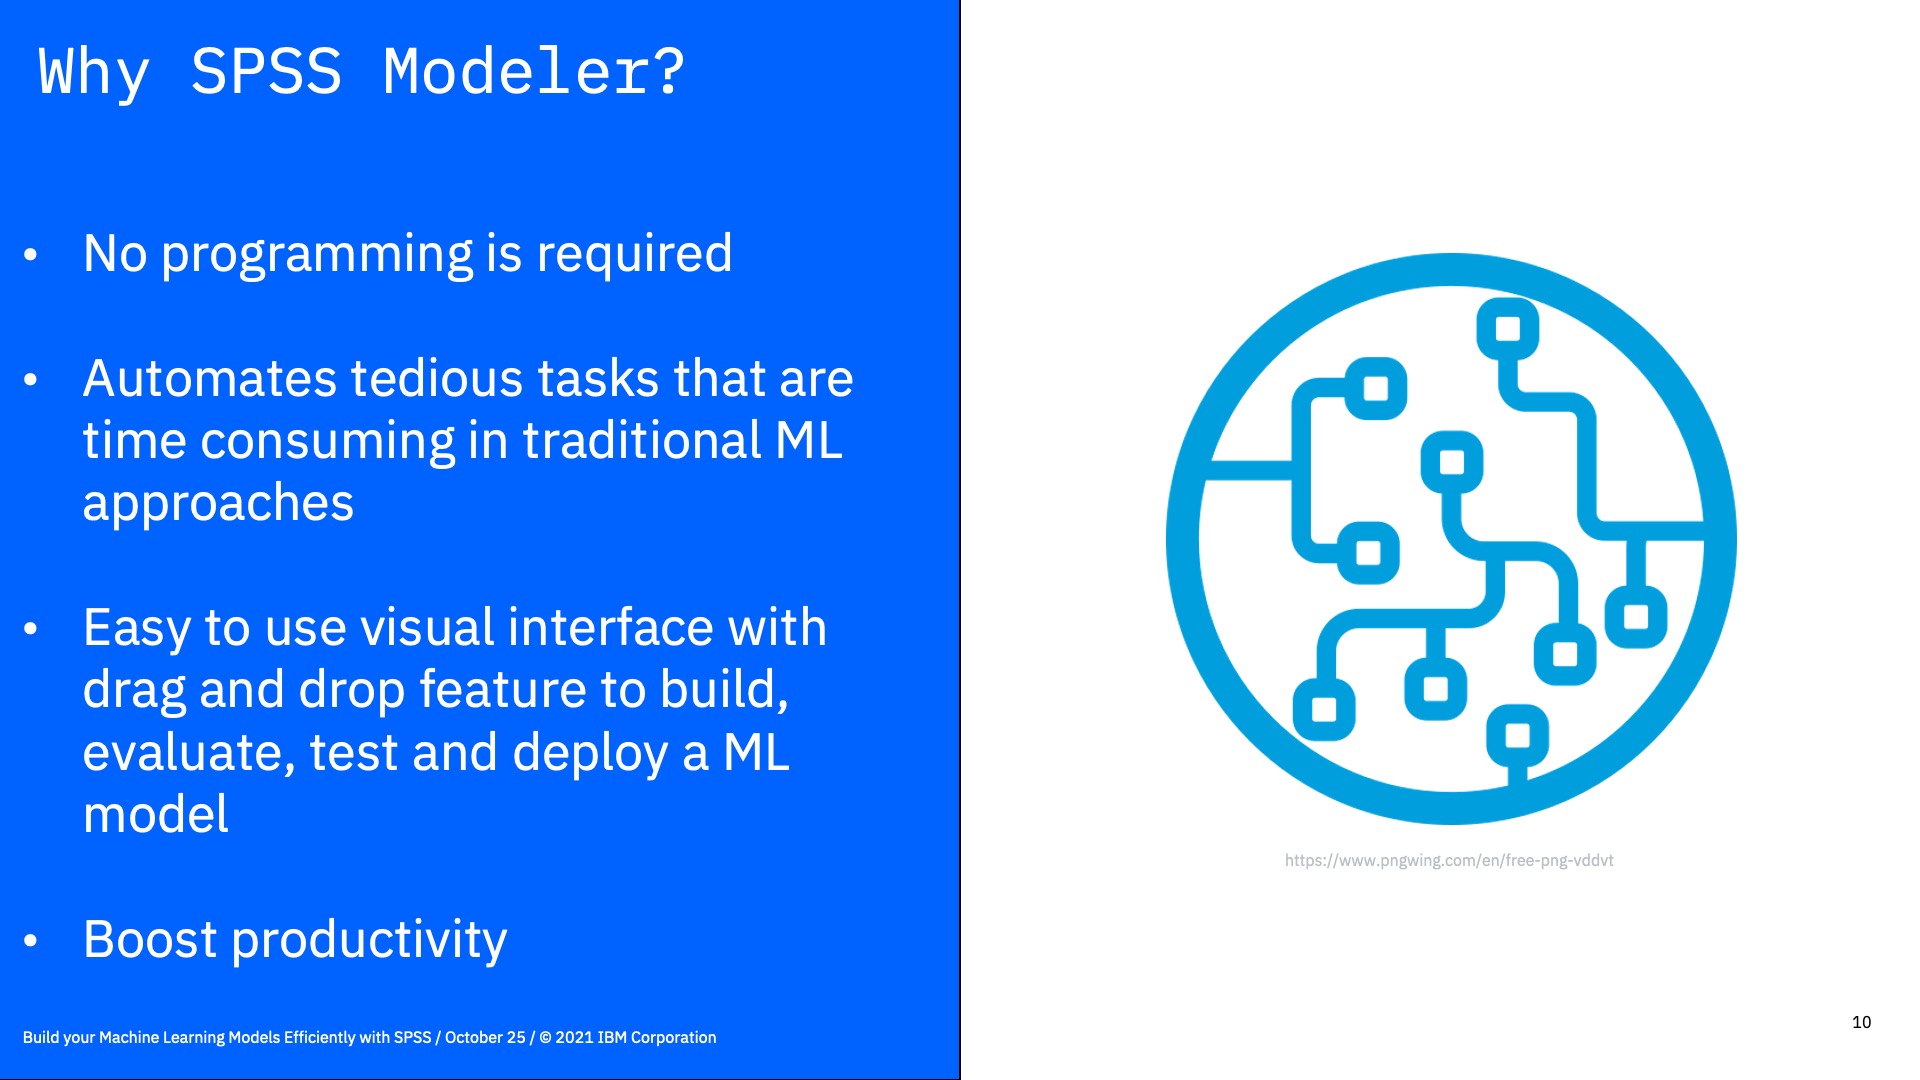 Why SPSS Modeler?
• No programming is required
• Automates tedious tasks that are
time consuming in traditional ML
approaches
• Easy to use visual interface with
drag and drop feature to build,
evaluate, test and deploy a ML
model
• Boost productivity
Build your Machine Learning Models Efficiently with SPSS / October 25 / © 2021 IBM Corporation
https://www.pngwing.com/en/free-png-vddvt
10